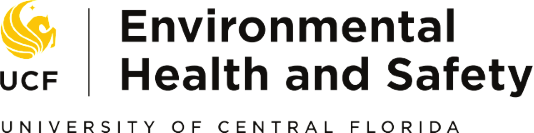 UCF
Environmental
Health and Safety
UNIVERSITY OF CENTRAL FLORIDA